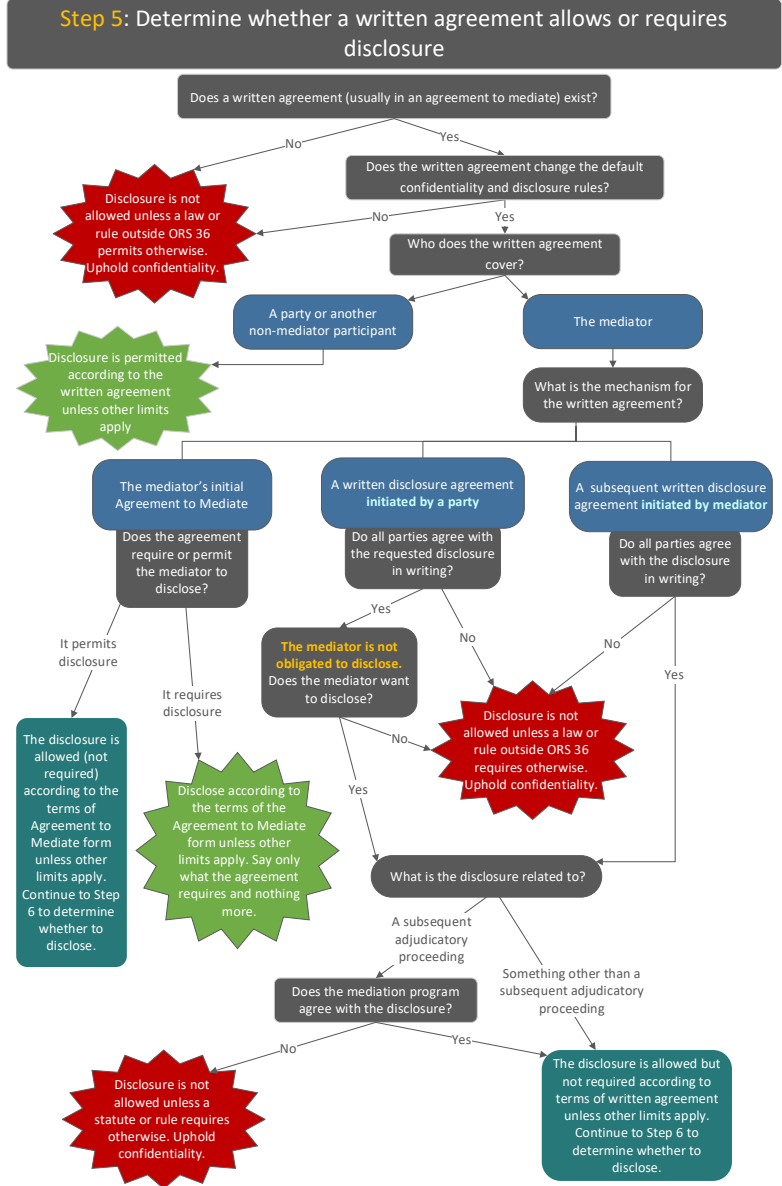 Step 5: Determine whether a written agreement allows or requires
disclosure
Does a written agreement (usually in an agreement to mediate) exist?
No
Yes
Disclosure is not
allowed unless a law or
rule outside ORS 36
permits otherwise.
Uphold confidentiality.
Does the written agreement change the default
confidentiality and disclosure rules?
No
Yes
Who does the written agreement
cover?
A party or another
non-mediator participant
The mediator
Disclosure is permitted
according to the
written agreement
unless other limits
apply
What is the mechanism for
the written agreement?
The mediator’s initial
Agreement to Mediate
A written disclosure agreement
initiated by a party
A subsequent written disclosure
agreement initiated by mediator
Does the agreement
require or permit
the mediator to
disclose?
Do all parties agree with
the requested disclosure
in writing?
Do all parties agree
with the disclosure
in writing?
It permits
disclosure
It requires
disclosure
Yes
No
No
Yes
The mediator is not
obligated to disclose.
Does the mediator want
to disclose?
No
Yes
Disclosure is not
allowed unless a law or
rule outside ORS 36
requires otherwise.
Uphold confidentiality.
The disclosure is
allowed (not
required)
according to the
terms of
Agreement to
Mediate form
unless other
limits apply.
Continue to Step
6 to determine
whether to
disclose.
Disclose according to
the terms of the
Agreement to Mediate
form unless other
limits apply. Say only
what the agreement
requires and nothing
more.
What is the disclosure related to?
A subsequent
adjudicatory
proceeding
Something other than a
subsequent adjudicatory
proceeding
Does the mediation program
agree with the disclosure?
No
Yes
Disclosure is not
allowed unless a
statute or rule requires
otherwise. Uphold
confidentiality.
The disclosure is allowed but
not required according to
terms of written agreement
unless other limits apply.
Continue to Step 6 to
determine whether to
disclose.